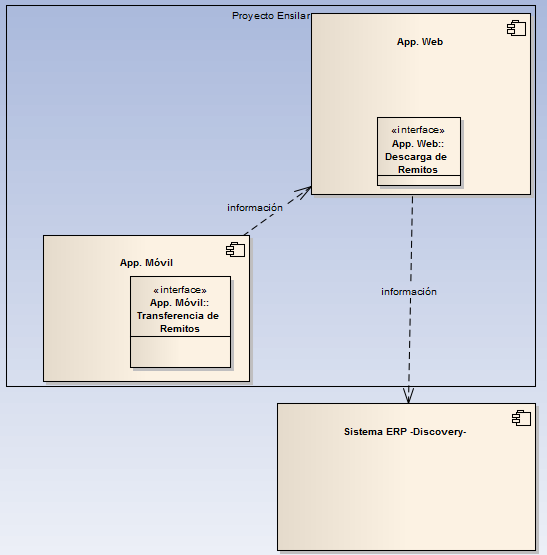 Proyecto Ensilar
App. Web
«interface»
App. Web::
Descarga de
Remitos
información
App. Móvil
«interface»
App. Móvil::
Transferencia de
Remitos
información
Sistema ERP -Discovery-